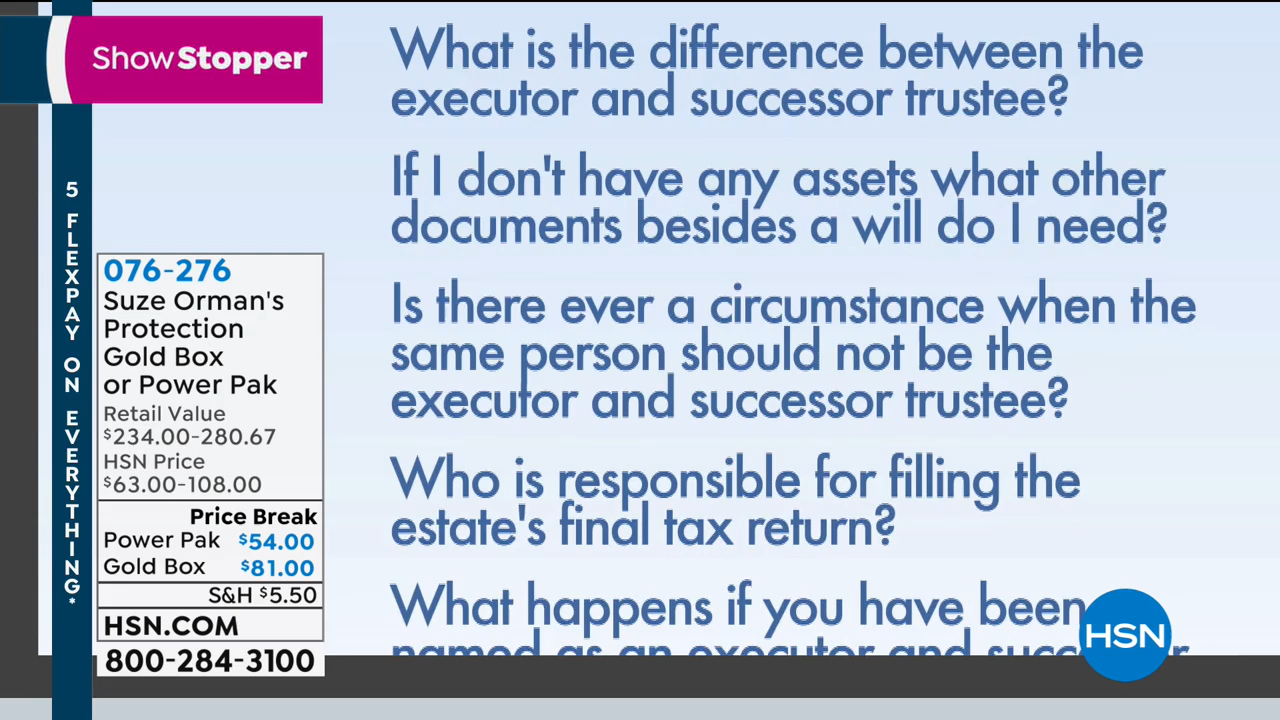 Show Stopper
5 FLEXPAY ON EVERYTHING*
076-276
Suze Orman's
Protection
Gold Box
or Power Pak
Retail Value
$234.00-280.67
HSN Price
$63.00-108.00
Price Break
Power Pak $54.00
Gold Box $81.00
S&H $5.50
HSN.COM
800-284-3100
What is the difference between the
executor and successor trustee?
If I don't have any assets what other
documents besides a will do I need?
Is there ever a circumstance when the
same person should not be the
executor and successor trustee?
Who is responsible for filling the
estate's final tax return?
What happens if you have been
named as an executor and
HSN